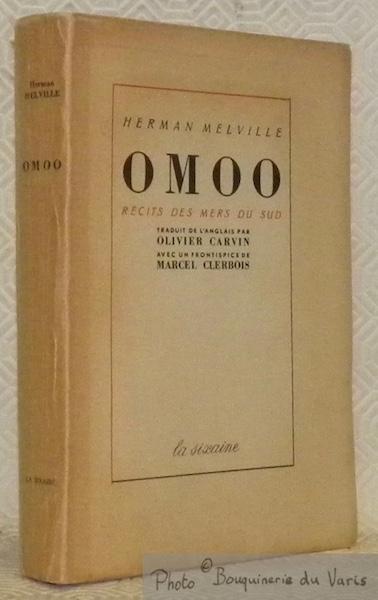 Herman
MELVILLE
OMOO
LA SIXAINE
HERMAN MELVILLE
OMOO
RÉCITS DES MERS DU SUD
TRADUIT DE L'ANGLAIS PAR
OLIVIER CARVIN
AVEC UN FRONTISPICE DE
MARCEL CLERBOIS
la sixaine
Photo © Bouquinerie du Varis